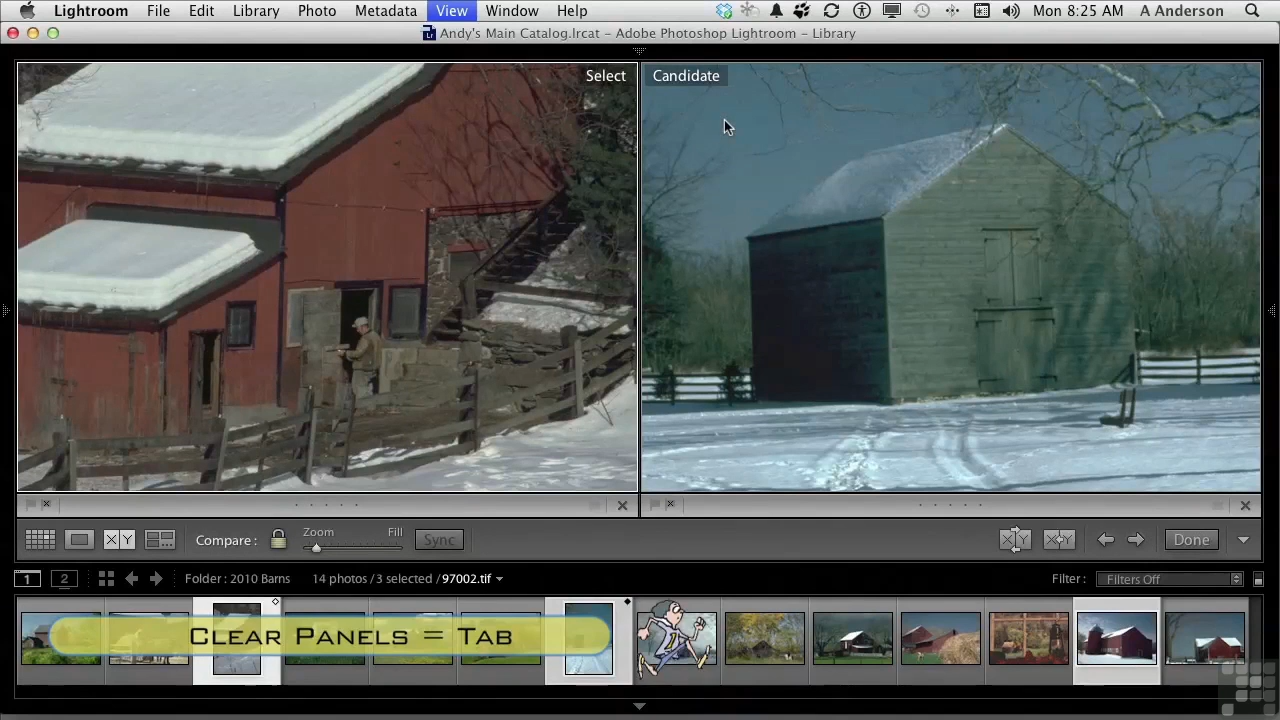 Lightroom File Edit Library Photo Metadata View Window Help Mon 8:25 AM A Anderson
Lr Andy's Main Catalog.lrcat – Adobe Photoshop Lightroom – Library
Select
Candidate
X Y Compare : Zoom Fill Sync X Y X Y Done
1 2 Folder : 2010 Barns 14 photos / 3 selected / 97002.tif Filter : Filters Off
Clear Panels = Tab